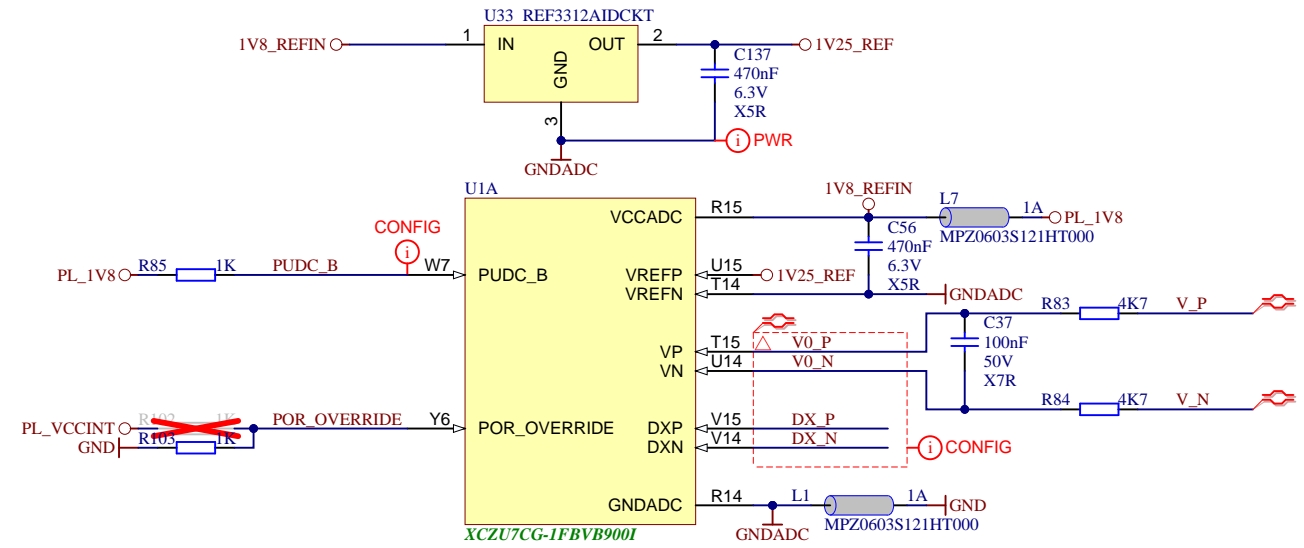 U33 REF3312AIDCKT
1V8_REFIN 1 IN OUT 2 1V25_REF
GND
3
C137
470nF
6.3V
X5R
PWR
GNDADC
U1A
1V8_REFIN
VCCADC R15
L7 1A PL_1V8
MPZ0603S121HT000
C56
470nF
6.3V
X5R
CONFIG
PL_1V8 R85 1K PUDC_B W7 PUDC_B
VREFP U15 1V25_REF
VREFN T14 GNDADC
R83 4K7 V_P
C37
100nF
50V
X7R
VP T15 V0_P
VN U14 V0_N
R84 4K7 V_N
PL_VCCINT R102 1K
POR_OVERRIDE Y6 POR_OVERRIDE
GND R103 1K
DXP V15 DX_P
DXN V14 DX_N
CONFIG
GNDADC R14 L1 1A GND
GNDADC MPZ0603S121HT000
XCZU7CG-1FBVB900I